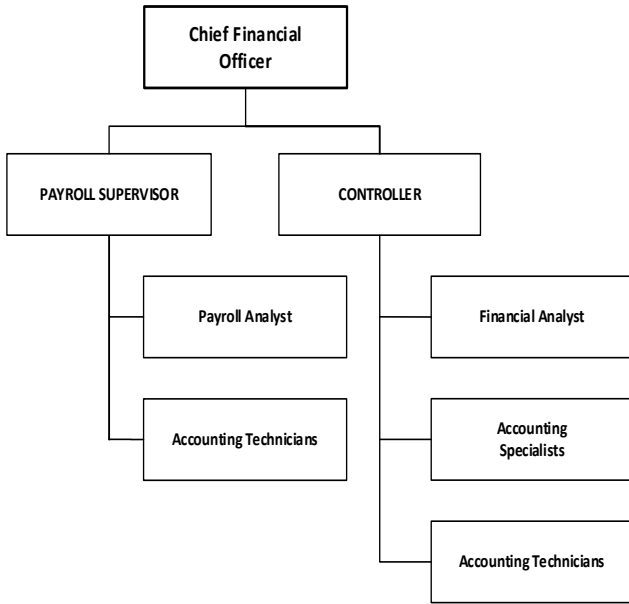 Chief Financial
Officer
PAYROLL SUPERVISOR
CONTROLLER
Payroll Analyst
Financial Analyst
Accounting Technicians
Accounting
Specialists
Accounting Technicians